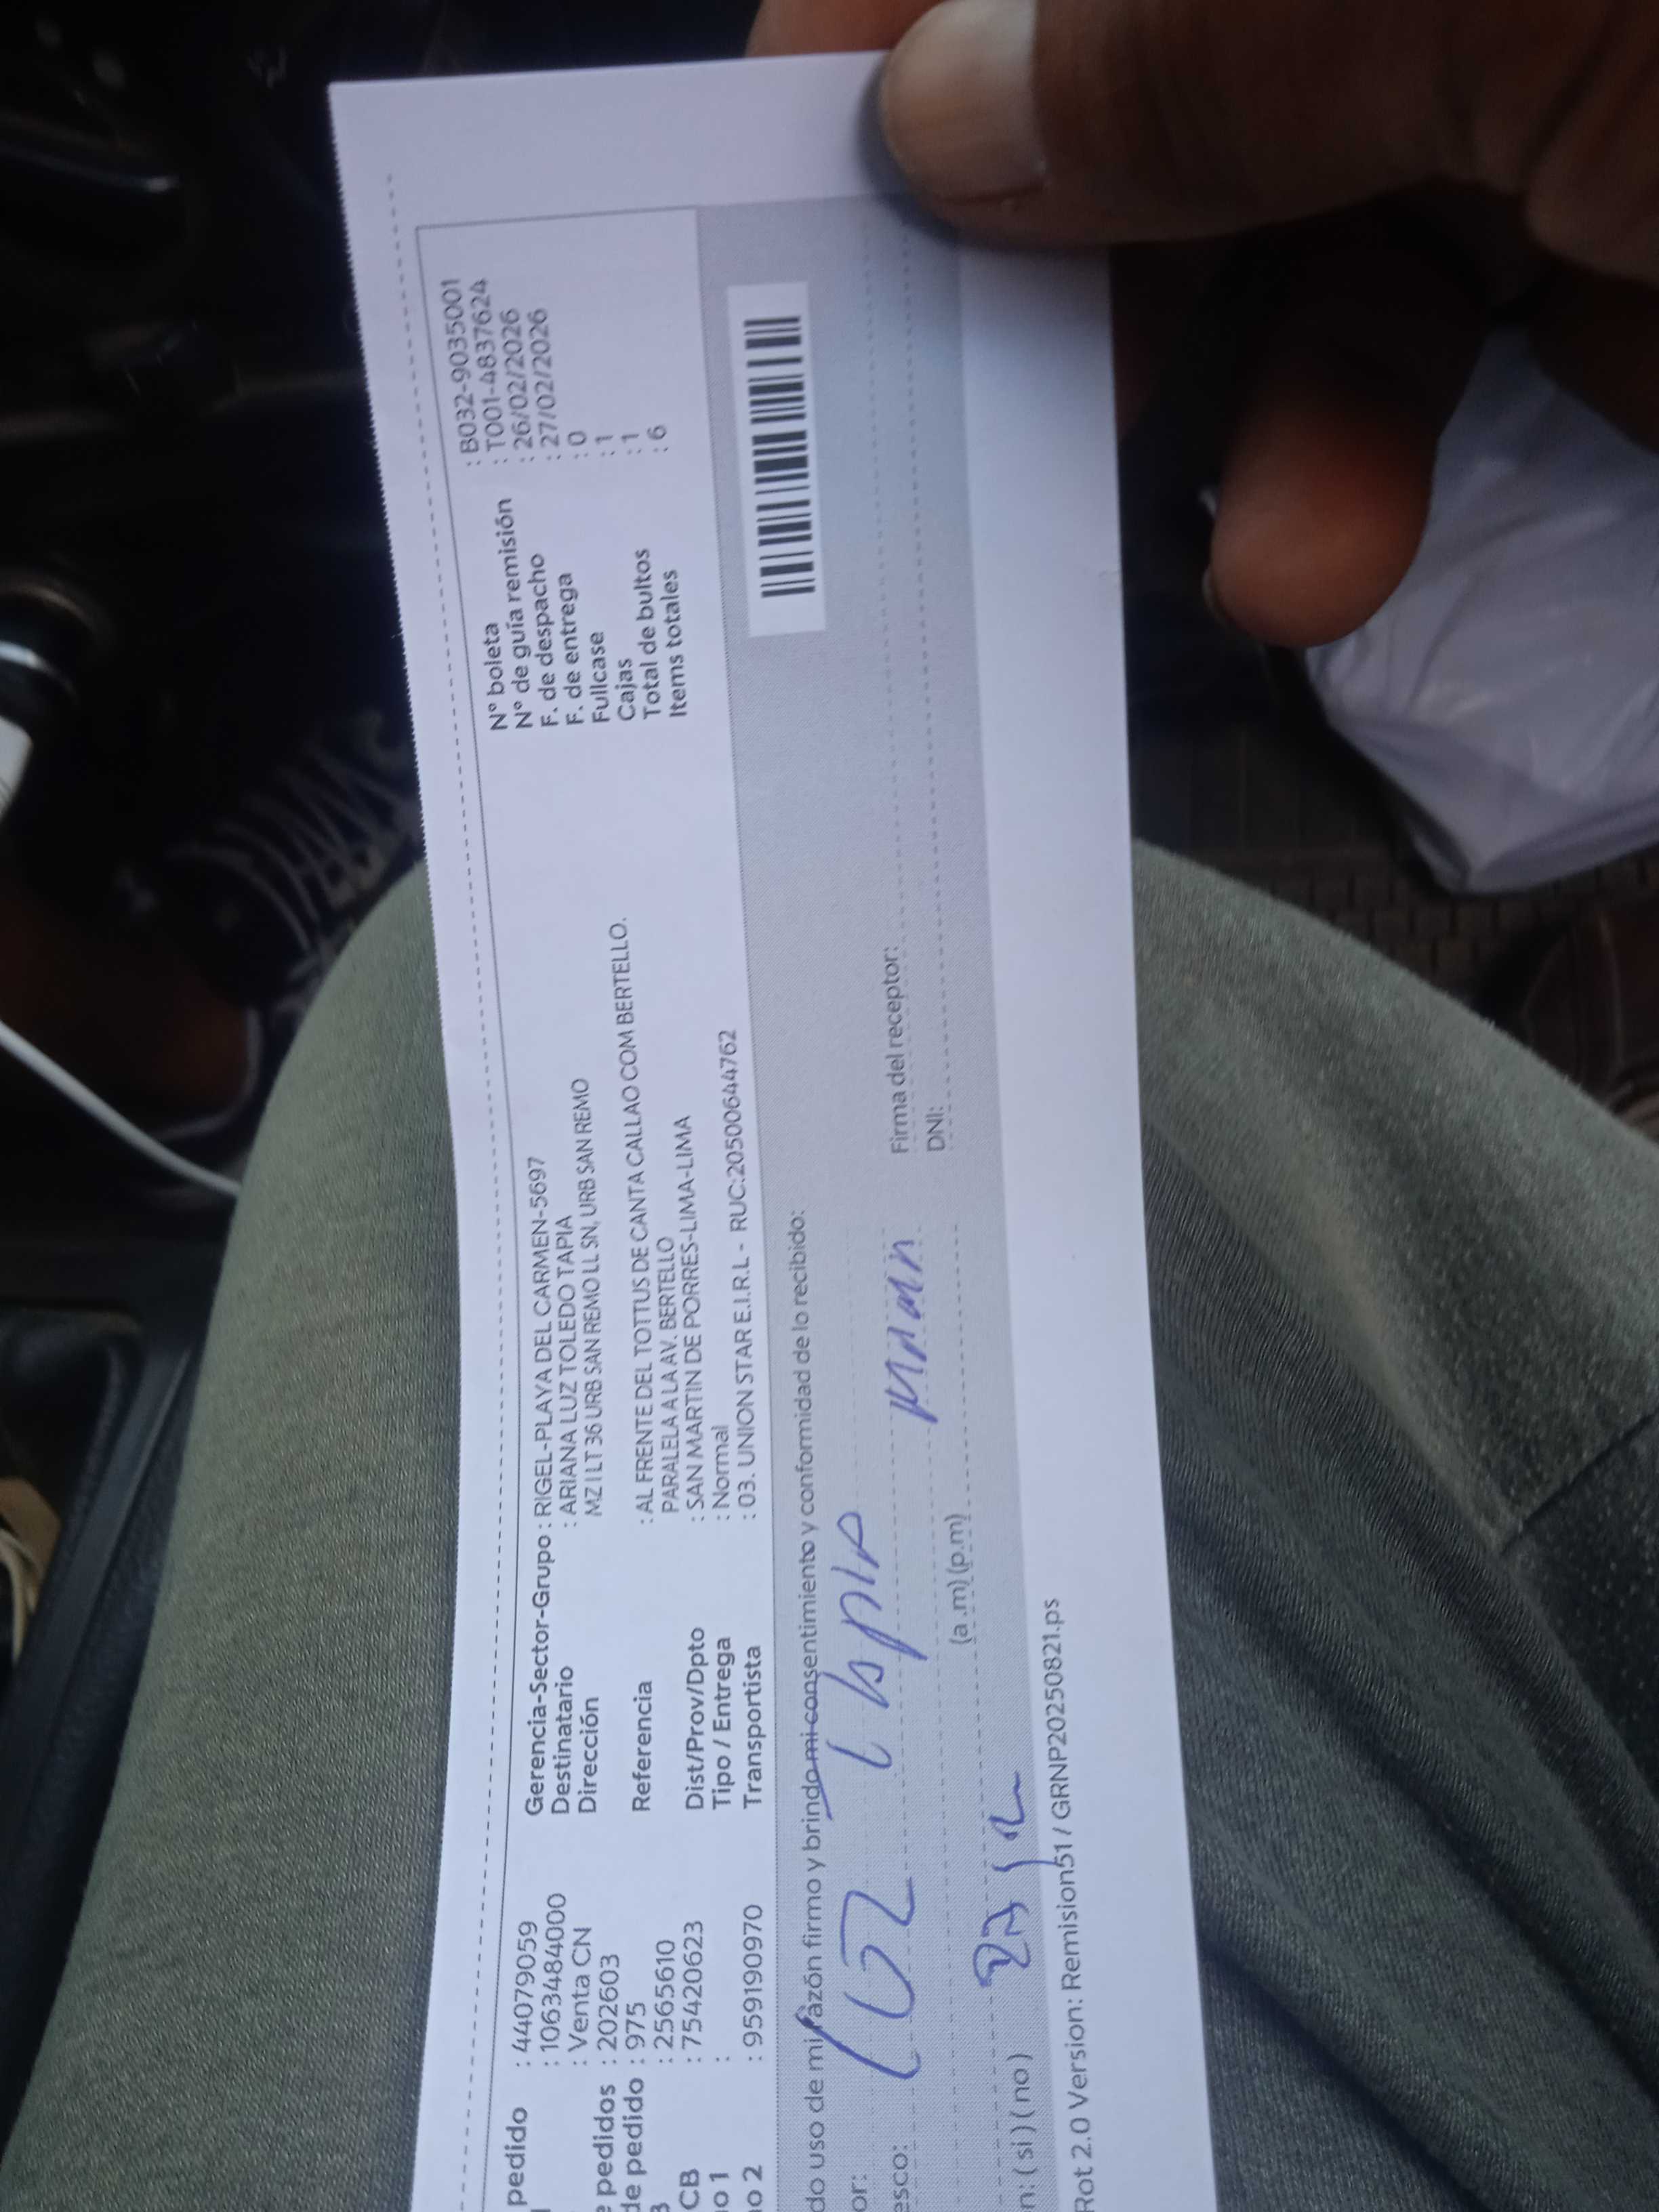 pedido : 44079059
: 1063484000
: Venta CN
e pedidos : 202603
de pedido : 975
: 2565610
CB : 75420623
o 1 :
o 2 : 959190970
Gerencia-Sector-Grupo : RIGEL-PLAYA DEL CARMEN-5697
Destinatario : ARIANA LUZ TOLEDO TAPIA
Dirección MZ I LT 36 URB SAN REMO LL SN, URB SAN REMO
Referencia : AL FRENTE DEL TOTTUS DE CANTA CALLAO COM BERTELLO.
PARALELA A LA AV. BERTELLO
Dist/Prov/Dpto : SAN MARTIN DE PORRES-LIMA-LIMA
Tipo / Entrega : Normal
Transportista : 03. UNION STAR E.I.R.L - RUC:20500644762
N° boleta : B032-9035001
N° de guía remisión : T001-4837624
F. de despacho : 26/02/2026
F. de entrega : 27/02/2026
Fullcase : 0
Cajas : 1
Total de bultos : 1
Items totales : 6
do uso de mi razón firmo y brindo mi consentimiento y conformidad de lo recibido:
or:
esco:
Firma del receptor:
DNI:
(a.m) (p.m)
n: ( si ) ( no )
Rot 2.0 Version: Remision51 / GRNP20250821.ps